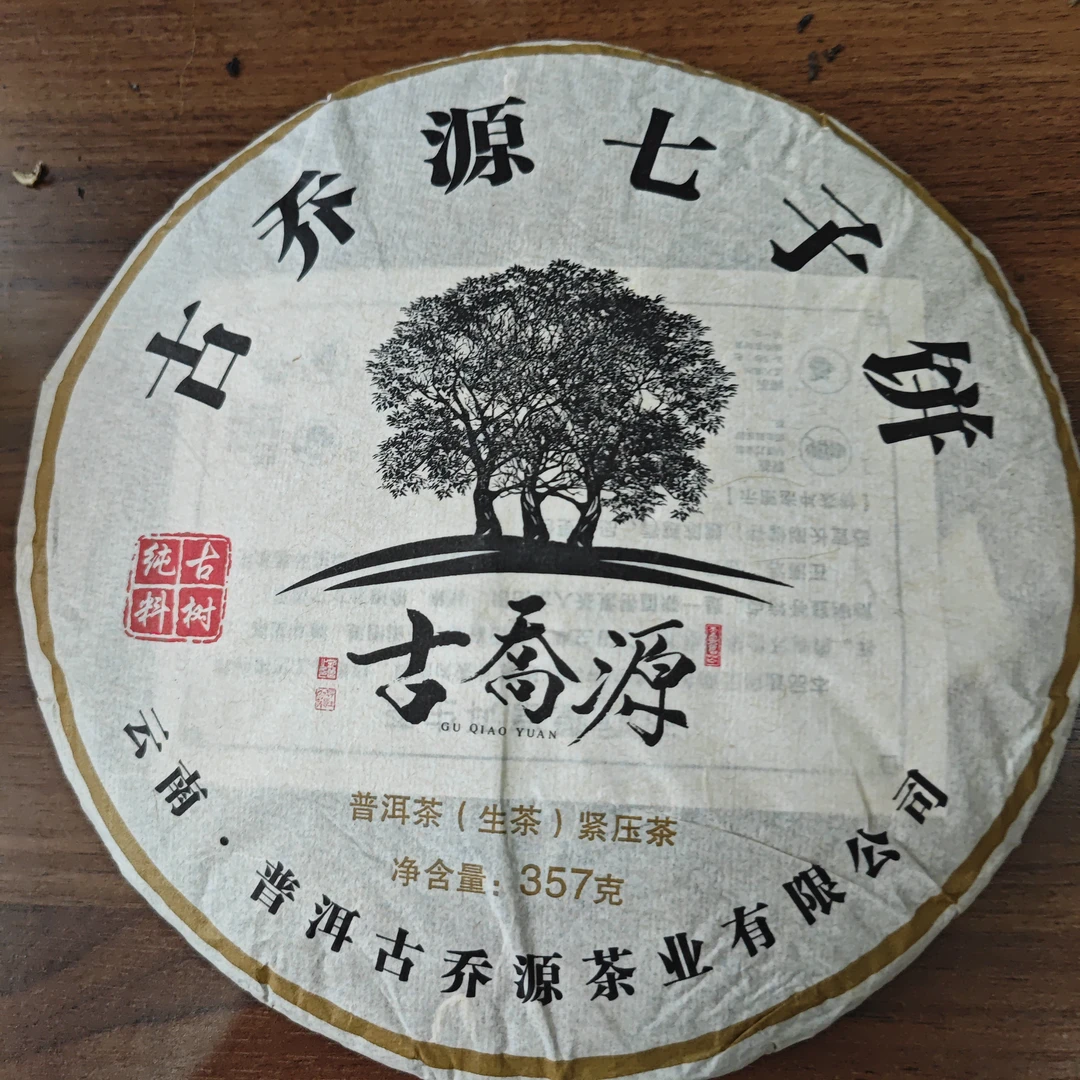 古乔源七子饼
古树
纯料
古喬源
GU QIAO YUAN
普洱茶（生茶）紧压茶
净含量：357克
云南·普洱古乔源茶业有限公司